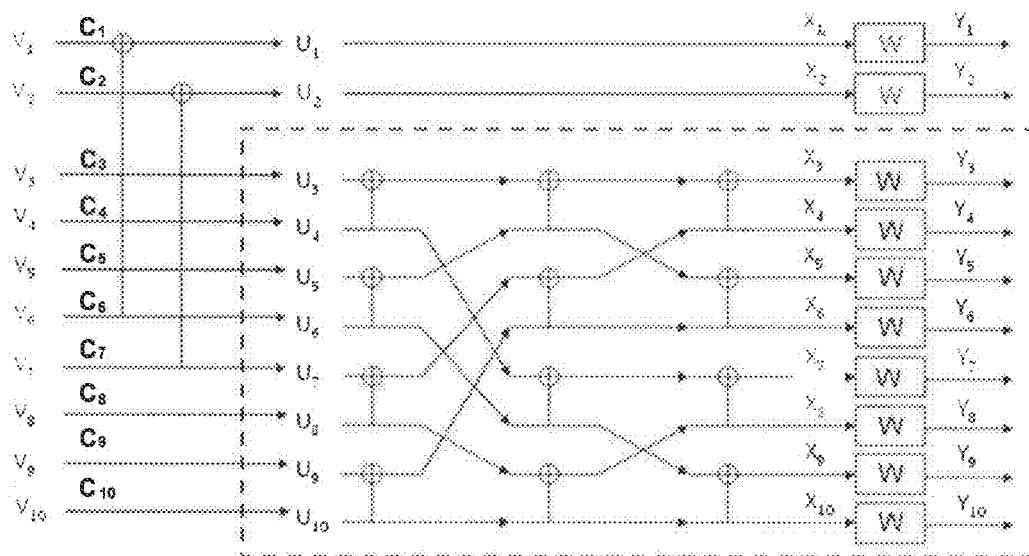 V₁ C₁ U₁ X₁ W Y₁
V₂ C₂ U₂ X₂ W Y₂
V₃ C₃ U₃ X₃ W Y₃
V₄ C₄ U₄ X₄ W Y₄
V₅ C₅ U₅ X₅ W Y₅
V₆ C₆ U₆ X₆ W Y₆
V₇ C₇ U₇ X₇ W Y₇
V₈ C₈ U₈ X₈ W Y₈
V₉ C₉ U₉ X₉ W Y₉
V₁₀ C₁₀ U₁₀ X₁₀ W Y₁₀